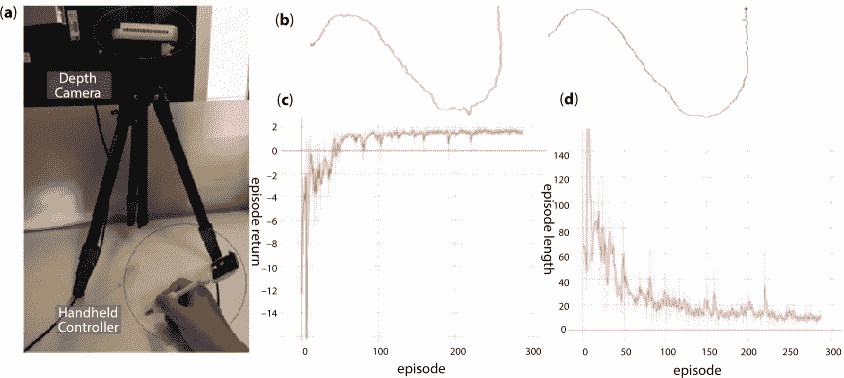 (a)
Depth
Camera
Handheld
Controller
(b)
(c)
episode return
2
0
−2
−4
−6
−8
−10
−12
−14
0
100
200
300
episode
(d)
episode length
140
120
100
80
60
40
20
0
0
50
100
150
200
250
300
episode